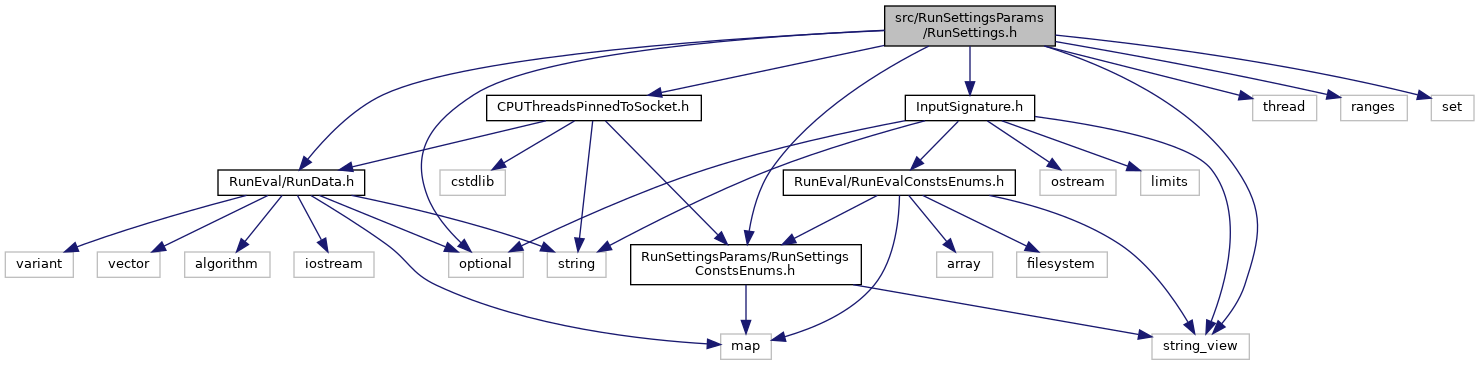 src/RunSettingsParams
/RunSettings.h
CPUThreadsPinnedToSocket.h
InputSignature.h
thread
ranges
set
RunEval/RunData.h
cstdlib
RunEval/RunEvalConstsEnums.h
ostream
limits
variant
vector
algorithm
iostream
optional
string
RunSettingsParams/RunSettings
ConstsEnums.h
array
filesystem
map
string_view